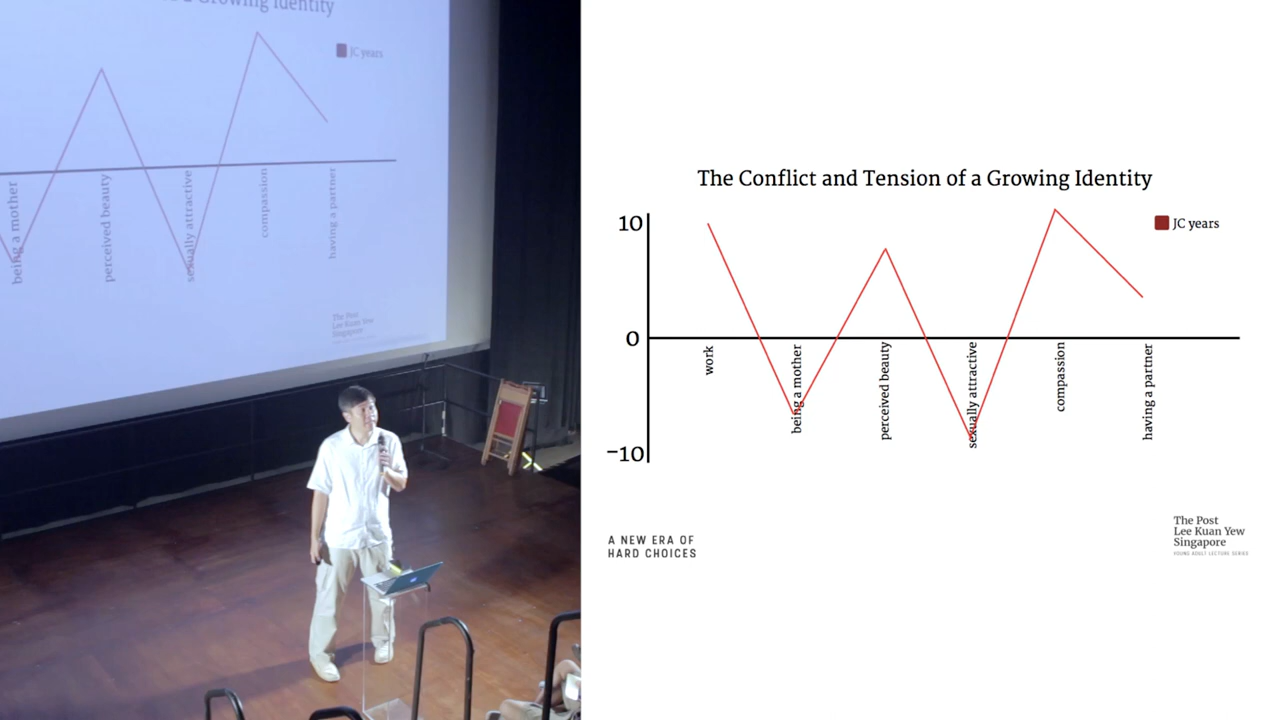 a Growing Identity
JC years
being a mother
perceived beauty
sexually attractive
compassion
having a partner
The Post
Lee Kuan Yew
Singapore
The Conflict and Tension of a Growing Identity
JC years
10
0
−10
work
being a mother
perceived beauty
sexually attractive
compassion
having a partner
A NEW ERA OF
HARD CHOICES
The Post
Lee Kuan Yew
Singapore
YOUNG ADULT LECTURE SERIES